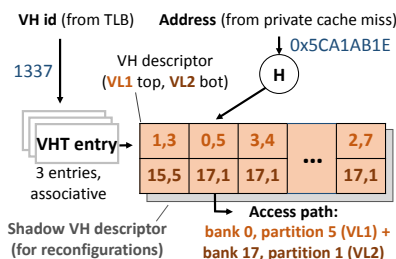 VH id (from TLB)
Address (from private cache miss)
1337
0x5CA1AB1E
VH descriptor
(VL1 top, VL2 bot)
H
VHT entry
3 entries,
associative
1,3 0,5 3,4 ... 2,7
15,5 17,1 17,1 17,1
Shadow VH descriptor
(for reconfigurations)
Access path:
bank 0, partition 5 (VL1) +
bank 17, partition 1 (VL2)